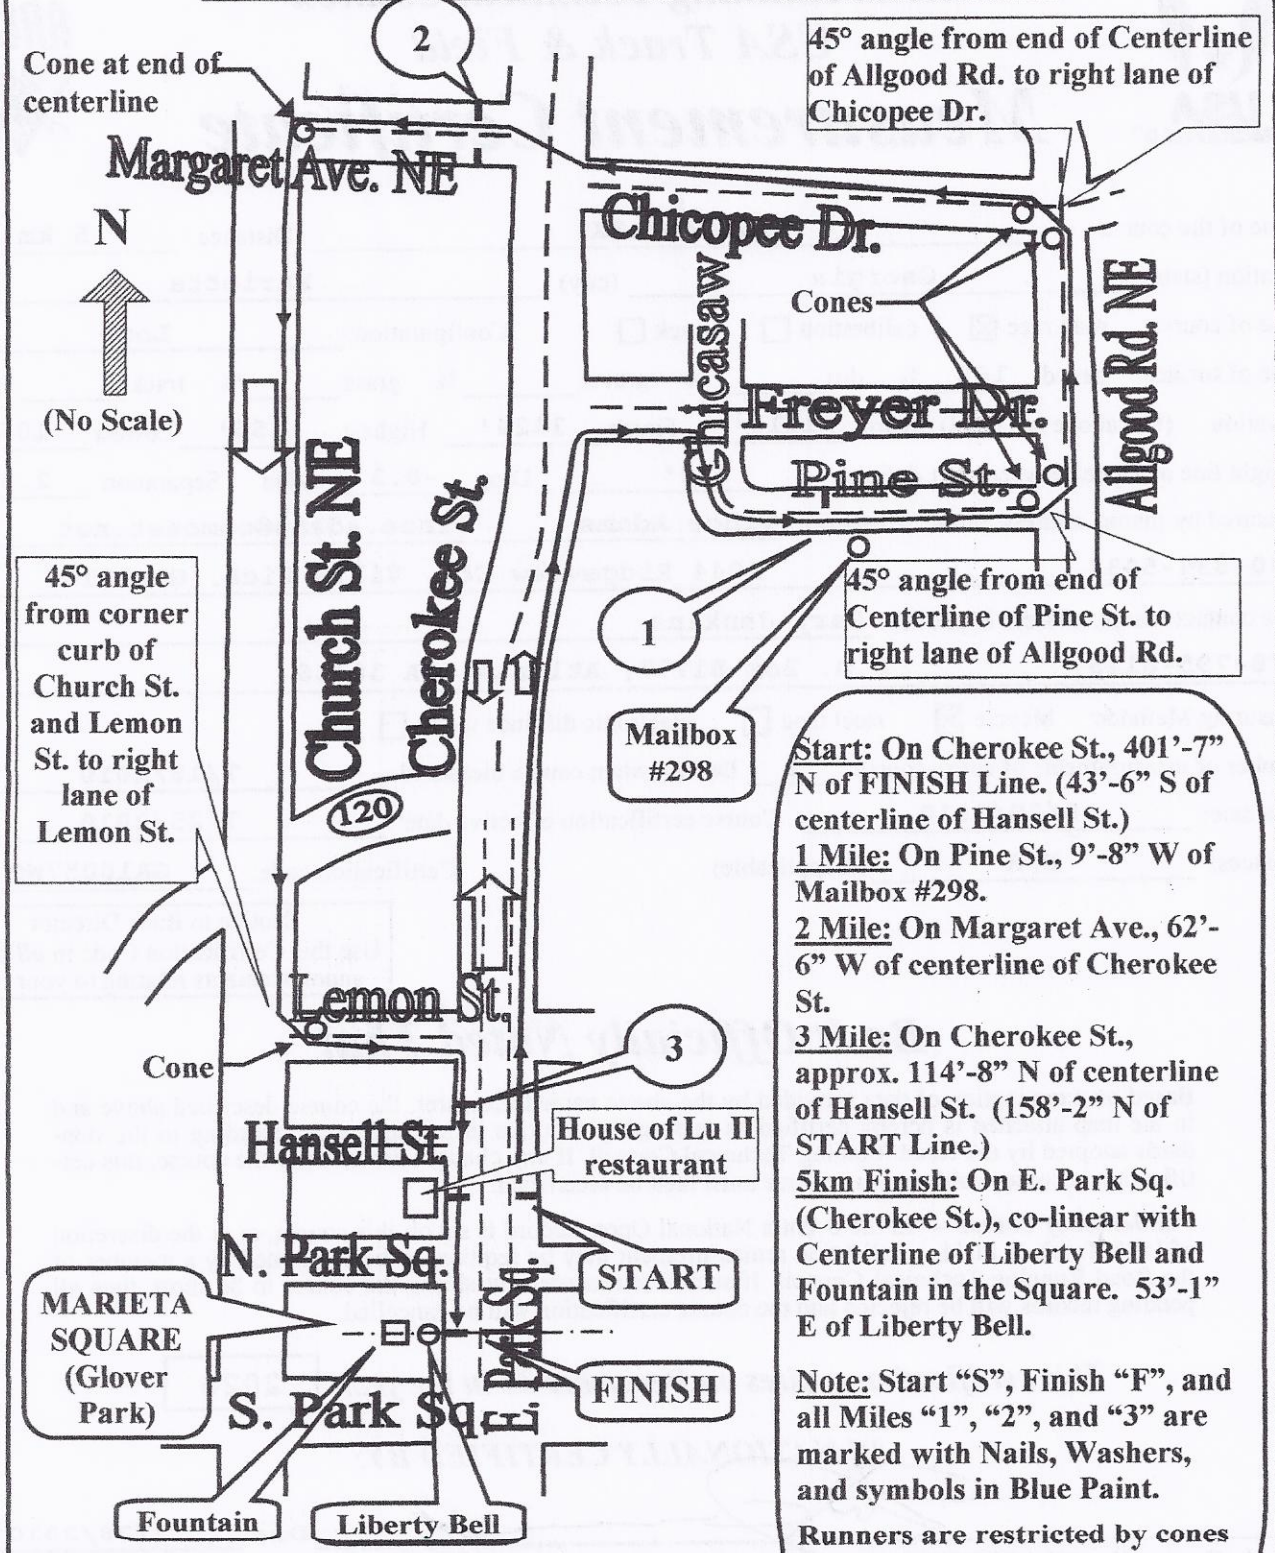 2
Cone at end of
centerline
45° angle from end of Centerline
of Allgood Rd. to right lane of
Chicopee Dr.
Margaret Ave. NE
N
(No Scale)
Chicopee Dr.
Chicasaw
Cones
Allgood Rd. NE
Freyer Dr.
Pine St.
Church St. NE
Cherokee St.
45° angle
from corner
curb of
Church St.
and Lemon
St. to right
lane of
Lemon St.
1
45° angle from end of
Centerline of Pine St. to
right lane of Allgood Rd.
Mailbox
#298
120
Lemon St.
Cone
3
Hansell St.
House of Lu II
restaurant
N. Park Sq.
START
MARIETA
SQUARE
(Glover
Park)
E. Park Sq.
FINISH
S. Park Sq.
Fountain
Liberty Bell
Start: On Cherokee St., 401’-7”
N of FINISH Line. (43’-6” S of
centerline of Hansell St.)
1 Mile: On Pine St., 9’-8” W of
Mailbox #298.
2 Mile: On Margaret Ave., 62’-
6” W of centerline of Cherokee
St.
3 Mile: On Cherokee St.,
approx. 114’-8” N of centerline
of Hansell St. (158’-2” N of
START Line.)
5km Finish: On E. Park Sq.
(Cherokee St.), co-linear with
Centerline of Liberty Bell and
Fountain in the Square. 53’-1”
E of Liberty Bell.
Note: Start “S”, Finish “F”, and
all Miles “1”, “2”, and “3” are
marked with Nails, Washers,
and symbols in Blue Paint.
Runners are restricted by cones